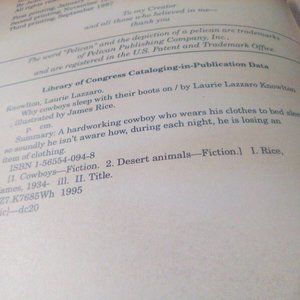 First printing, January
Third printing, September 1997
To my Creator
and all those who believed in me—
thank you
The word "Pelican" and the depiction of a pelican are trademarks
of Pelican Publishing Company, Inc.,
and are registered in the U.S. Patent and Trademark Office.
Library of Congress Cataloging-in-Publication Data
Knowlton, Laurie Lazzaro.
Why cowboys sleep with their boots on / by Laurie Lazzaro Knowlton
illustrated by James Rice.
p. cm.
Summary: A hardworking cowboy who wears his clothes to bed sleeps
so soundly he isn't aware how, during each night, he is losing an
item of clothing.
ISBN 1-56554-094-8
[1. Cowboys—Fiction. 2. Desert animals—Fiction.] I. Rice,
James, 1934- ill. II. Title.
Z7.K7685Wh 1995
ic]—dc20